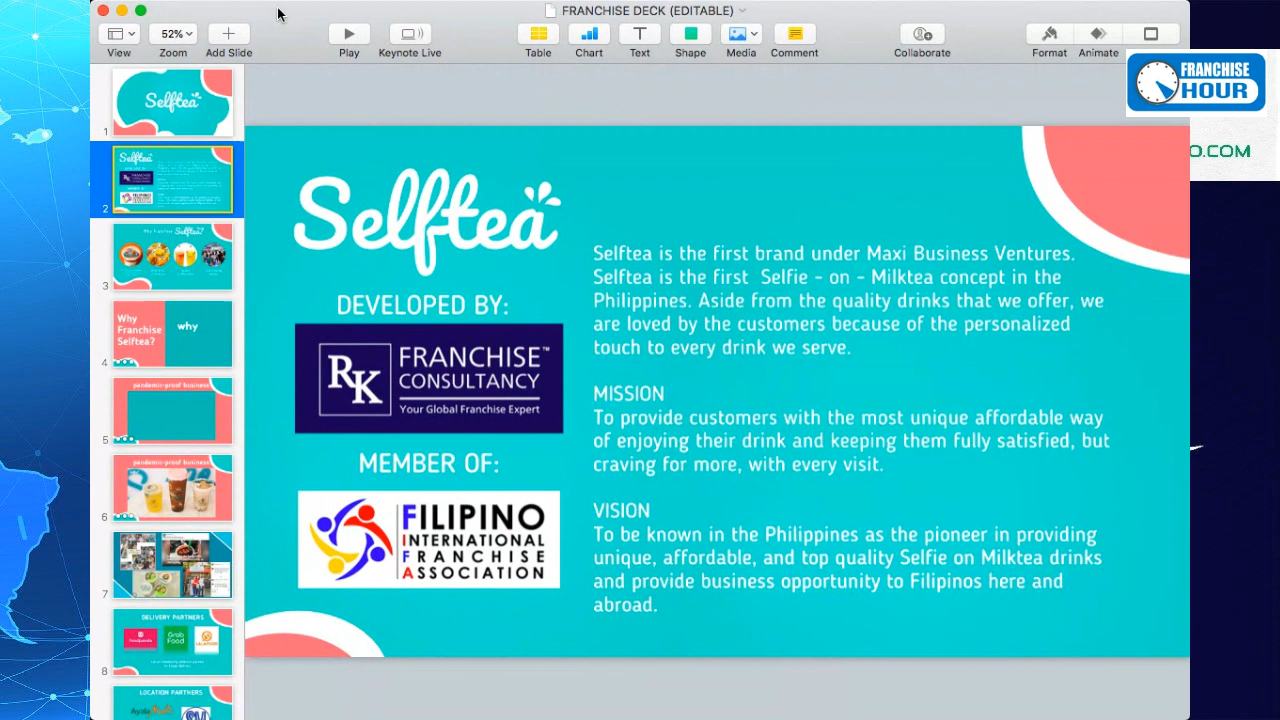 FRANCHISE DECK (EDITABLE)
52%
View
Zoom
Add Slide
Play
Keynote Live
Table
Chart
Text
Shape
Media
Comment
Collaborate
Format
Animate
FRANCHISE
HOUR
O.COM
Selftea
1
Selftea
2
Why Franchise Selftea?
3
Why
Franchise
Selftea?
why
4
pandemic-proof business
5
pandemic-proof business
6
7
DELIVERY PARTNERS
foodpanda
Grab
Food
LALAFOOD
8
LOCATION PARTNERS
Selftea
DEVELOPED BY:
RK
FRANCHISE™
CONSULTANCY
Your Global Franchise Expert
MEMBER OF:
FILIPINO
INTERNATIONAL
FRANCHISE
ASSOCIATION
Selftea is the first brand under Maxi Business Ventures.
Selftea is the first  Selfie - on - Milktea concept in the
Philippines. Aside from the quality drinks that we offer, we
are loved by the customers because of the personalized
touch to every drink we serve.
MISSION
To provide customers with the most unique affordable way
of enjoying their drink and keeping them fully satisfied, but
craving for more, with every visit.
VISION
To be known in the Philippines as the pioneer in providing
unique, affordable, and top quality Selfie on Milktea drinks
and provide business opportunity to Filipinos here and
abroad.